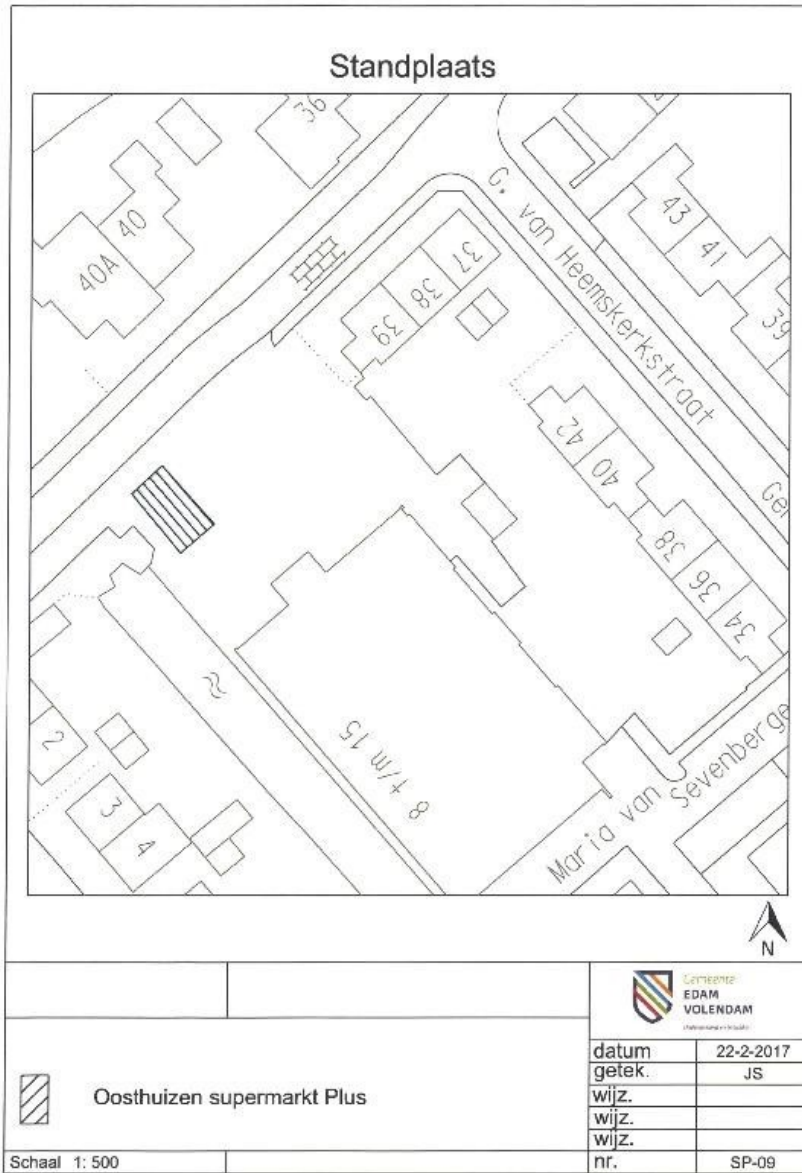 Standplaats
36
40
40A
G. van Heemskerkstraat
43
41
39
37
38
39
42
40
Ger
38
36
34
2
3
4
8 t/m 15
Maria van Sevenberge
N
Gemeente
EDAM
VOLENDAM
datum 22-2-2017
getek. JS
wijz.
wijz.
wijz.
nr. SP-09
Oosthuizen supermarkt Plus
Schaal 1: 500